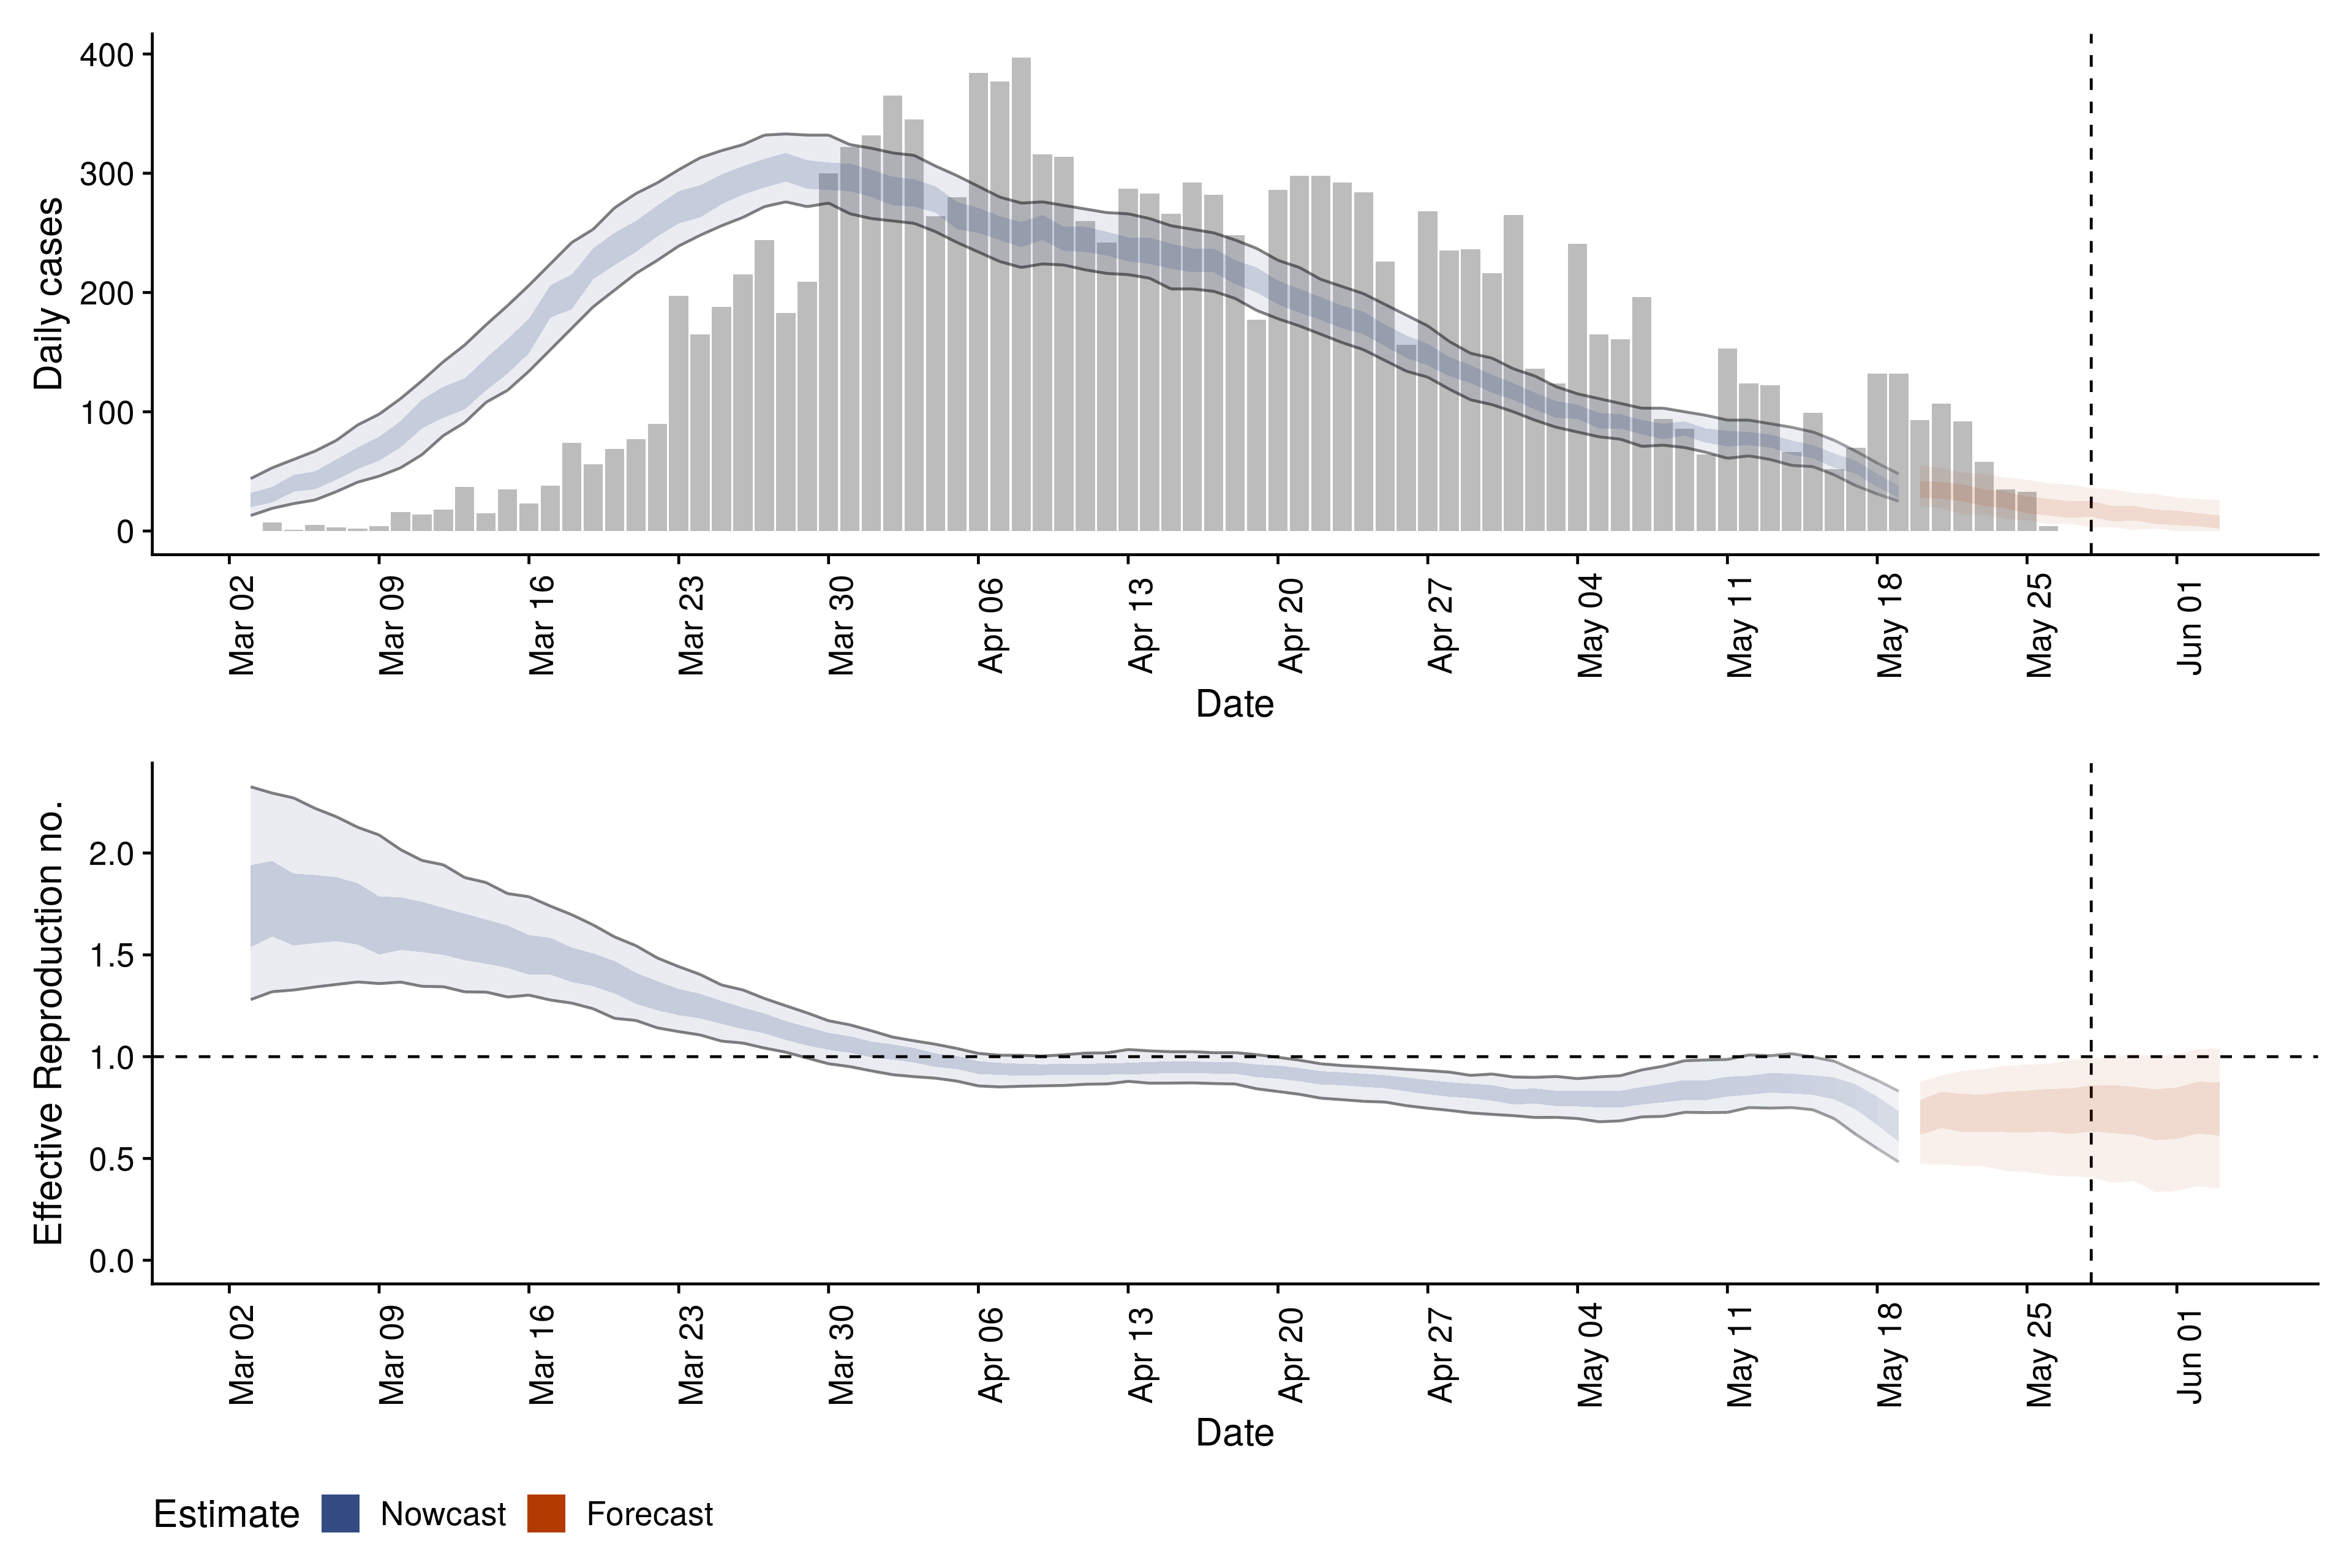 400
300
200
100
0
Daily cases
Mar 02 Mar 09 Mar 16 Mar 23 Mar 30 Apr 06 Apr 13 Apr 20 Apr 27 May 04 May 11 May 18 May 25 Jun 01
Date
2.0
1.5
1.0
0.5
0.0
Effective Reproduction no.
Mar 02 Mar 09 Mar 16 Mar 23 Mar 30 Apr 06 Apr 13 Apr 20 Apr 27 May 04 May 11 May 18 May 25 Jun 01
Date
Estimate Nowcast Forecast